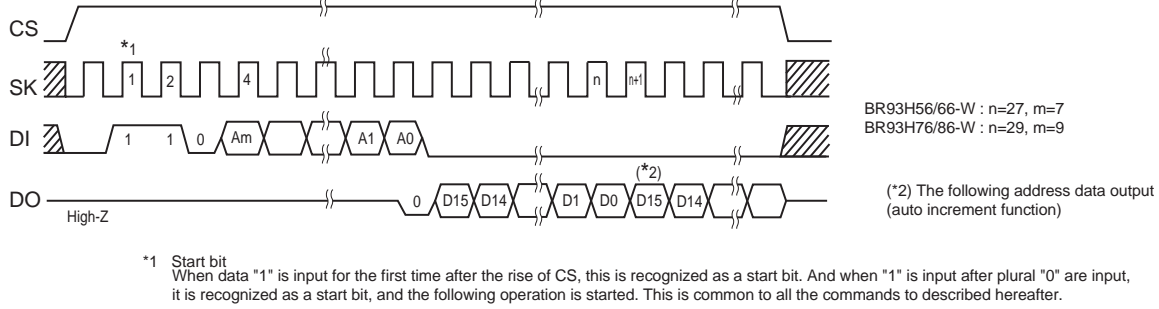 CS
*1
SK 1 2 4 n n+1
BR93H56/66-W : n=27, m=7
BR93H76/86-W : n=29, m=9
DI 1 1 0 Am A1 A0
(*2)
DO 0 D15 D14 D1 D0 D15 D14
High-Z
(*2) The following address data output
(auto increment function)
*1 Start bit
When data "1" is input for the first time after the rise of CS, this is recognized as a start bit. And when "1" is input after plural "0" are input,
it is recognized as a start bit, and the following operation is started. This is common to all the commands to described hereafter.